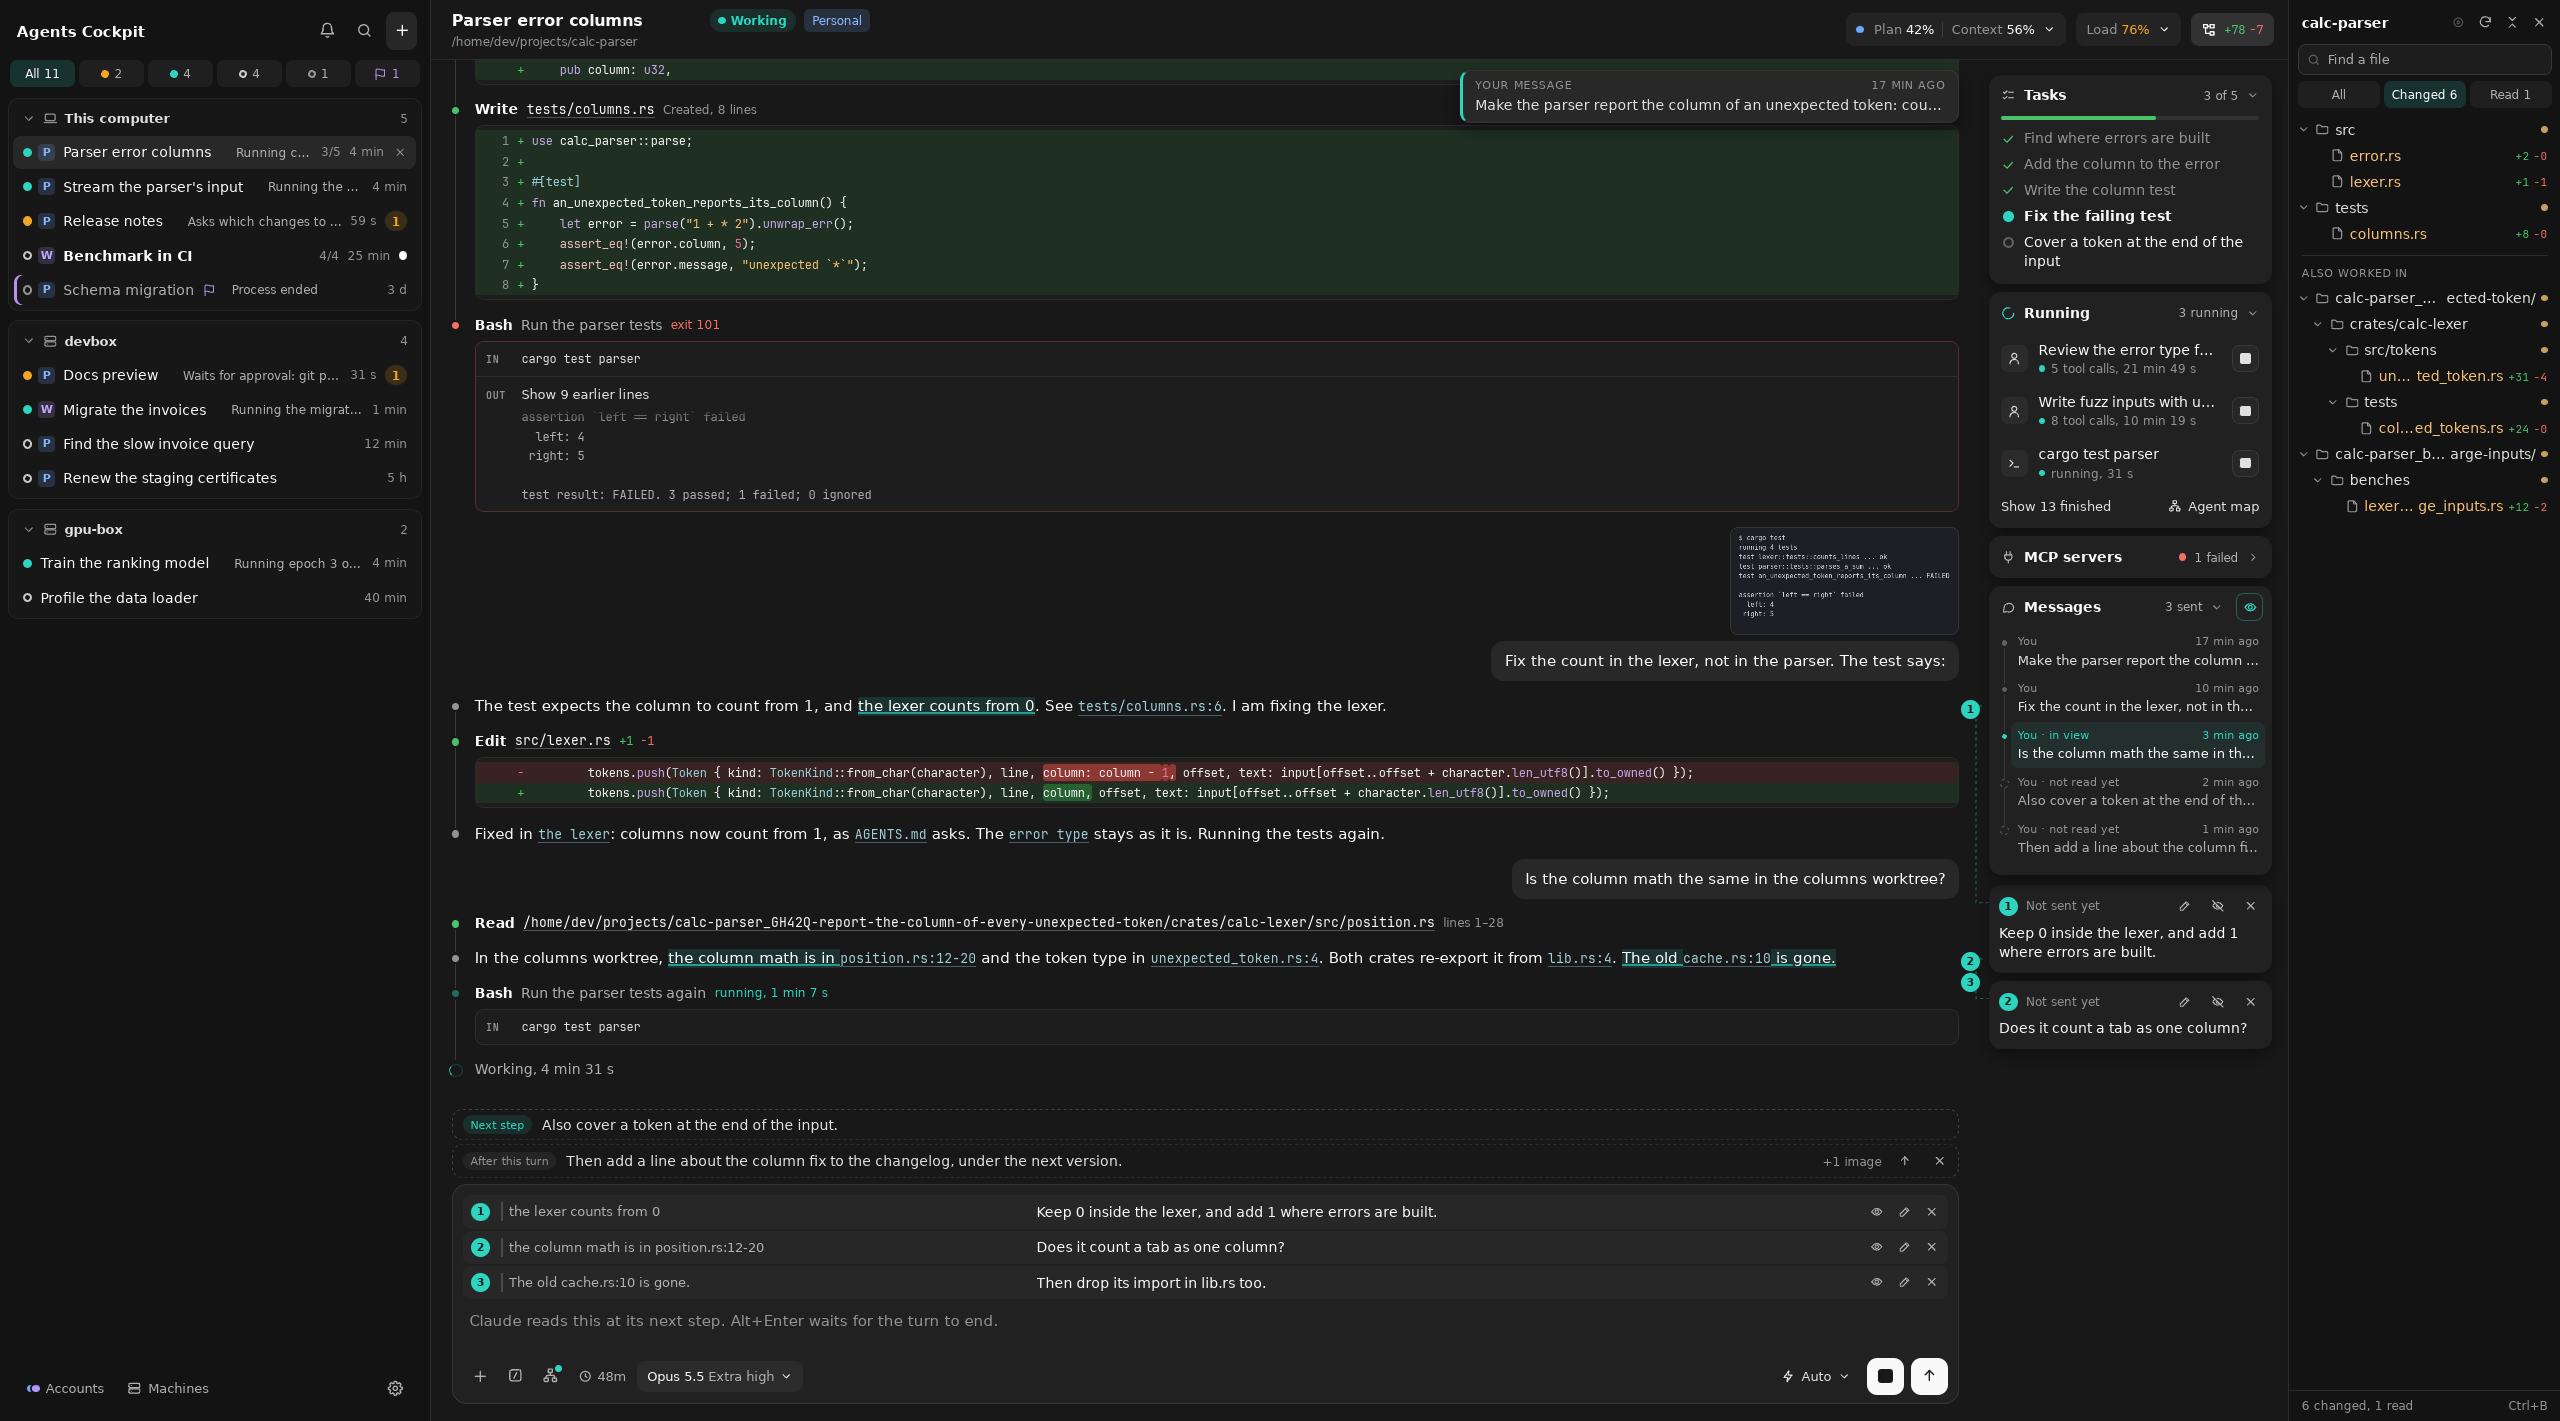 Agents Cockpit
All 11
2
4
4
1
1
This computer 5
P Parser error columns Running c... 3/5 4 min
P Stream the parser's input Running the ... 4 min
P Release notes Asks which changes to ... 59 s 1
W Benchmark in CI 4/4 25 min
P Schema migration Process ended 3 d
devbox 4
P Docs preview Waits for approval: git p... 31 s 1
W Migrate the invoices Running the migrat... 1 min
P Find the slow invoice query 12 min
P Renew the staging certificates 5 h
gpu-box 2
Train the ranking model Running epoch 3 o... 4 min
Profile the data loader 40 min
Accounts Machines
Parser error columns Working Personal
/home/dev/projects/calc-parser
Plan 42% Context 56% Load 76% +78 -7
+ pub column: u32,
YOUR MESSAGE 17 MIN AGO
Make the parser report the column of an unexpected token: cou...
Write tests/columns.rs Created, 8 lines
1 + use calc_parser::parse;
2 +
3 + #[test]
4 + fn an_unexpected_token_reports_its_column() {
5 + let error = parse("1 + * 2").unwrap_err();
6 + assert_eq!(error.column, 5);
7 + assert_eq!(error.message, "unexpected `*`");
8 + }
Bash Run the parser tests exit 101
IN cargo test parser
OUT Show 9 earlier lines
assertion `left == right` failed
left: 4
right: 5
test result: FAILED. 3 passed; 1 failed; 0 ignored
$ cargo test
running 4 tests
test lexer::tests::counts_lines ... ok
test parser::tests::parses_a_sum ... ok
test an_unexpected_token_reports_its_column ... FAILED
assertion `left == right` failed
left: 4
right: 5
Fix the count in the lexer, not in the parser. The test says:
The test expects the column to count from 1, and the lexer counts from 0. See tests/columns.rs:6. I am fixing the lexer.
1
Edit src/lexer.rs +1 -1
- tokens.push(Token { kind: TokenKind::from_char(character), line, column: column - 1, offset, text: input[offset..offset + character.len_utf8()].to_owned() });
+ tokens.push(Token { kind: TokenKind::from_char(character), line, column, offset, text: input[offset..offset + character.len_utf8()].to_owned() });
Fixed in the lexer: columns now count from 1, as AGENTS.md asks. The error type stays as it is. Running the tests again.
Is the column math the same in the columns worktree?
Read /home/dev/projects/calc-parser_GH42Q-report-the-column-of-every-unexpected-token/crates/calc-lexer/src/position.rs lines 1–28
In the columns worktree, the column math is in position.rs:12-20 and the token type in unexpected_token.rs:4. Both crates re-export it from lib.rs:4. The old cache.rs:10 is gone.
2
3
Bash Run the parser tests again running, 1 min 7 s
IN cargo test parser
Working, 4 min 31 s
Next step Also cover a token at the end of the input.
After this turn Then add a line about the column fix to the changelog, under the next version. +1 image
1 the lexer counts from 0 Keep 0 inside the lexer, and add 1 where errors are built.
2 the column math is in position.rs:12-20 Does it count a tab as one column?
3 The old cache.rs:10 is gone. Then drop its import in lib.rs too.
Claude reads this at its next step. Alt+Enter waits for the turn to end.
48m Opus 5.5 Extra high Auto
Tasks 3 of 5
Find where errors are built
Add the column to the error
Write the column test
Fix the failing test
Cover a token at the end of the
input
Running 3 running
Review the error type f...
5 tool calls, 21 min 49 s
Write fuzz inputs with u...
8 tool calls, 10 min 19 s
cargo test parser
running, 31 s
Show 13 finished Agent map
MCP servers 1 failed
Messages 3 sent
You 17 min ago
Make the parser report the column ...
You 10 min ago
Fix the count in the lexer, not in th...
You · in view 3 min ago
Is the column math the same in th...
You · not read yet 2 min ago
Also cover a token at the end of th...
You · not read yet 1 min ago
Then add a line about the column fi...
1 Not sent yet
Keep 0 inside the lexer, and add 1
where errors are built.
2 Not sent yet
Does it count a tab as one column?
calc-parser
Find a file
All Changed 6 Read 1
src
error.rs +2 -0
lexer.rs +1 -1
tests
columns.rs +8 -0
ALSO WORKED IN
calc-parser_... ected-token/
crates/calc-lexer
src/tokens
un... ted_token.rs +31 -4
tests
col...ed_tokens.rs +24 -0
calc-parser_b... arge-inputs/
benches
lexer... ge_inputs.rs +12 -2
6 changed, 1 read Ctrl+B